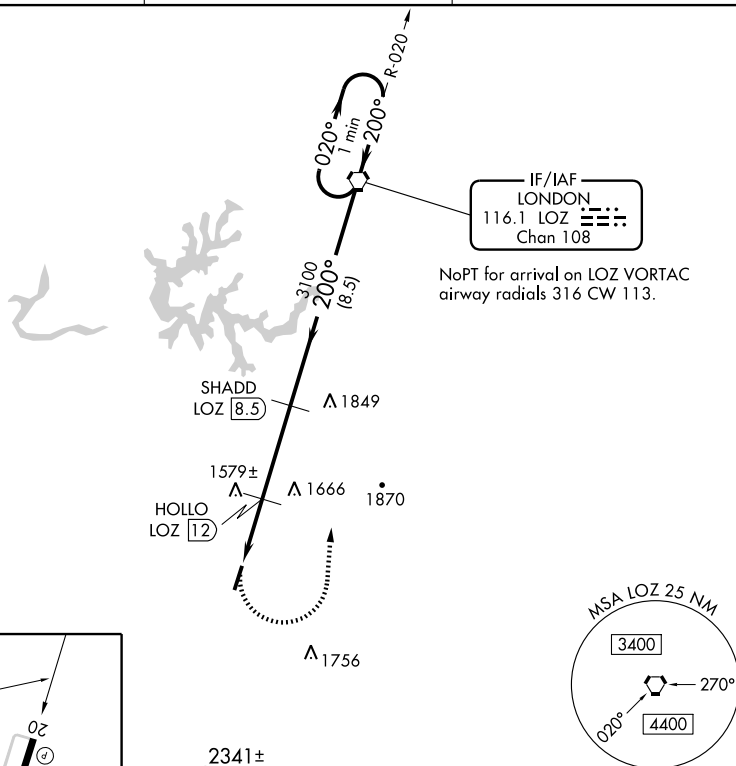 R-020
020°
1 min
200°
IF/IAF
LONDON
116.1 LOZ
Chan 108
NoPT for arrival on LOZ VORTAC
airway radials 316 CW 113.
3100
200°
(8.5)
SHADD
LOZ 8.5
1849
1579±
1666
1870
HOLLO
LOZ 12
MSA LOZ 25 NM
3400
270°
020°
4400
1756
20
P
2341±